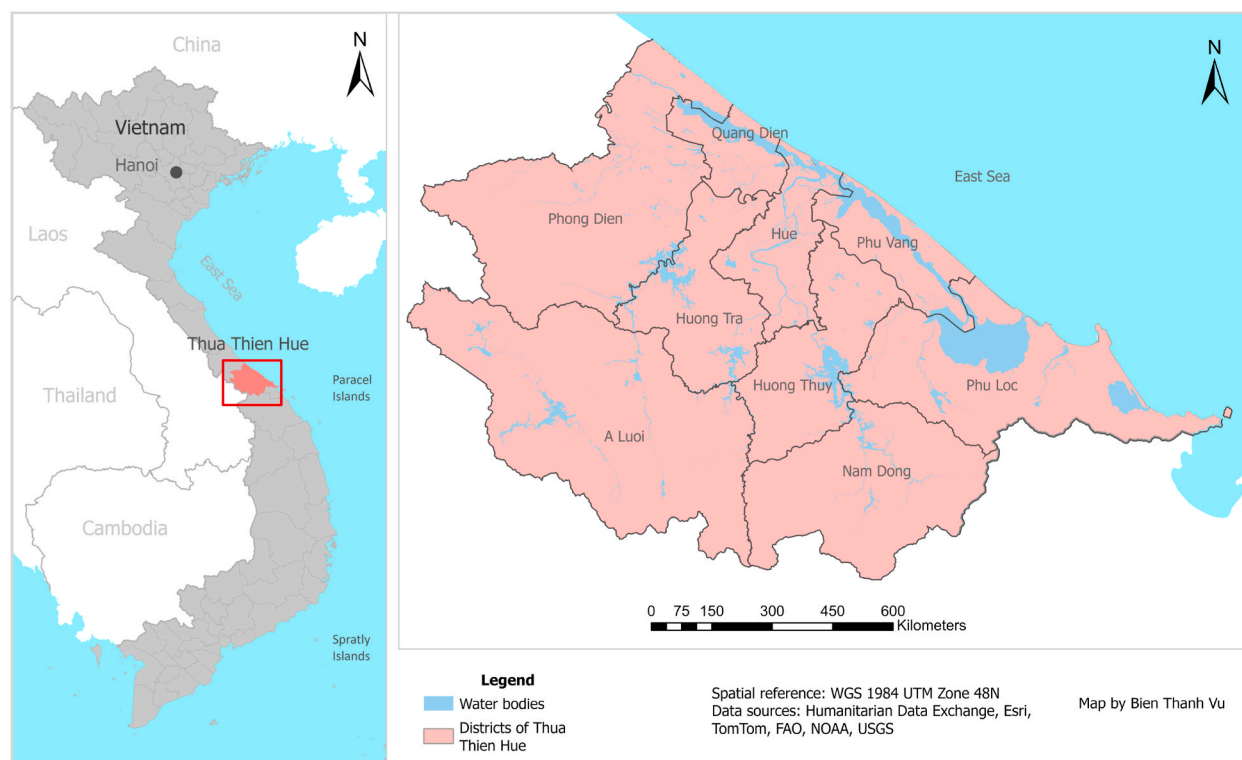 China
N
Vietnam
Hanoi
Laos
East Sea
Thua Thien Hue
Paracel
Islands
Thailand
Cambodia
Spratly
Islands
N
Quang Dien
East Sea
Phong Dien
Hue
Phu Vang
Huong Tra
Huong Thuy
Phu Loc
A Luoi
Nam Dong
0 75 150 300 450 600
Kilometers
Legend
Water bodies
Districts of Thua
Thien Hue
Spatial reference: WGS 1984 UTM Zone 48N
Data sources: Humanitarian Data Exchange, Esri,
TomTom, FAO, NOAA, USGS
Map by Bien Thanh Vu